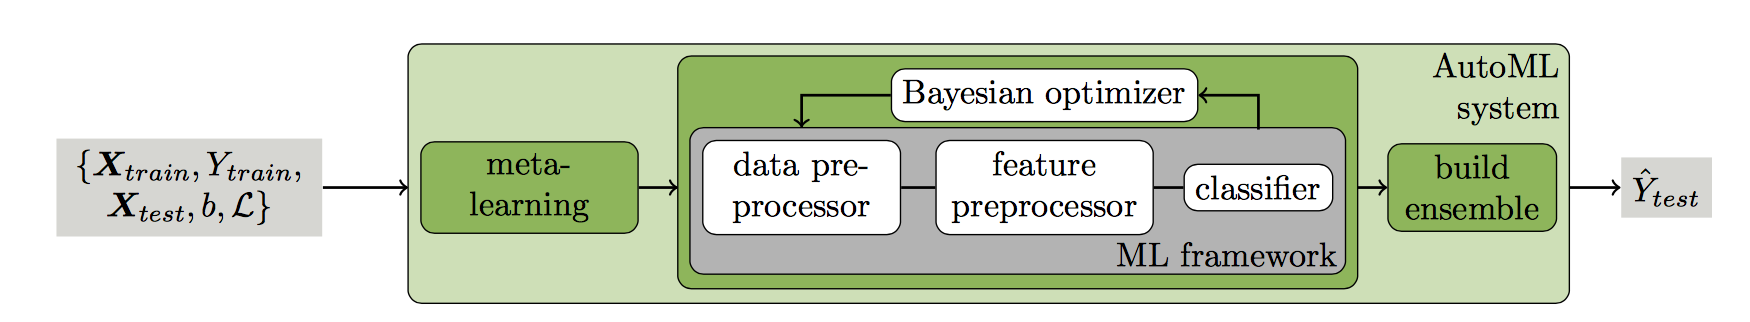 {X_train, Y_train,
X_test, b, ℒ}
meta-
learning
Bayesian optimizer
data pre-
processor
feature
preprocessor
classifier
ML framework
AutoML
system
build
ensemble
Ŷ_test